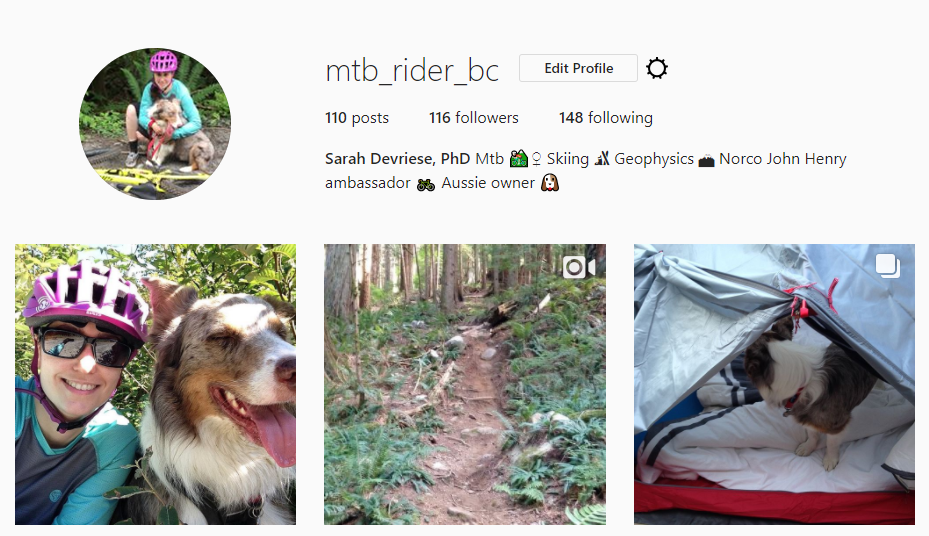 mtb_rider_bc Edit Profile
110 posts 116 followers 148 following
Sarah Devriese, PhD Mtb 🚵‍♀ Skiing ⛷ Geophysics 🗻 Norco John Henry
ambassador 🚲 Aussie owner 🐶